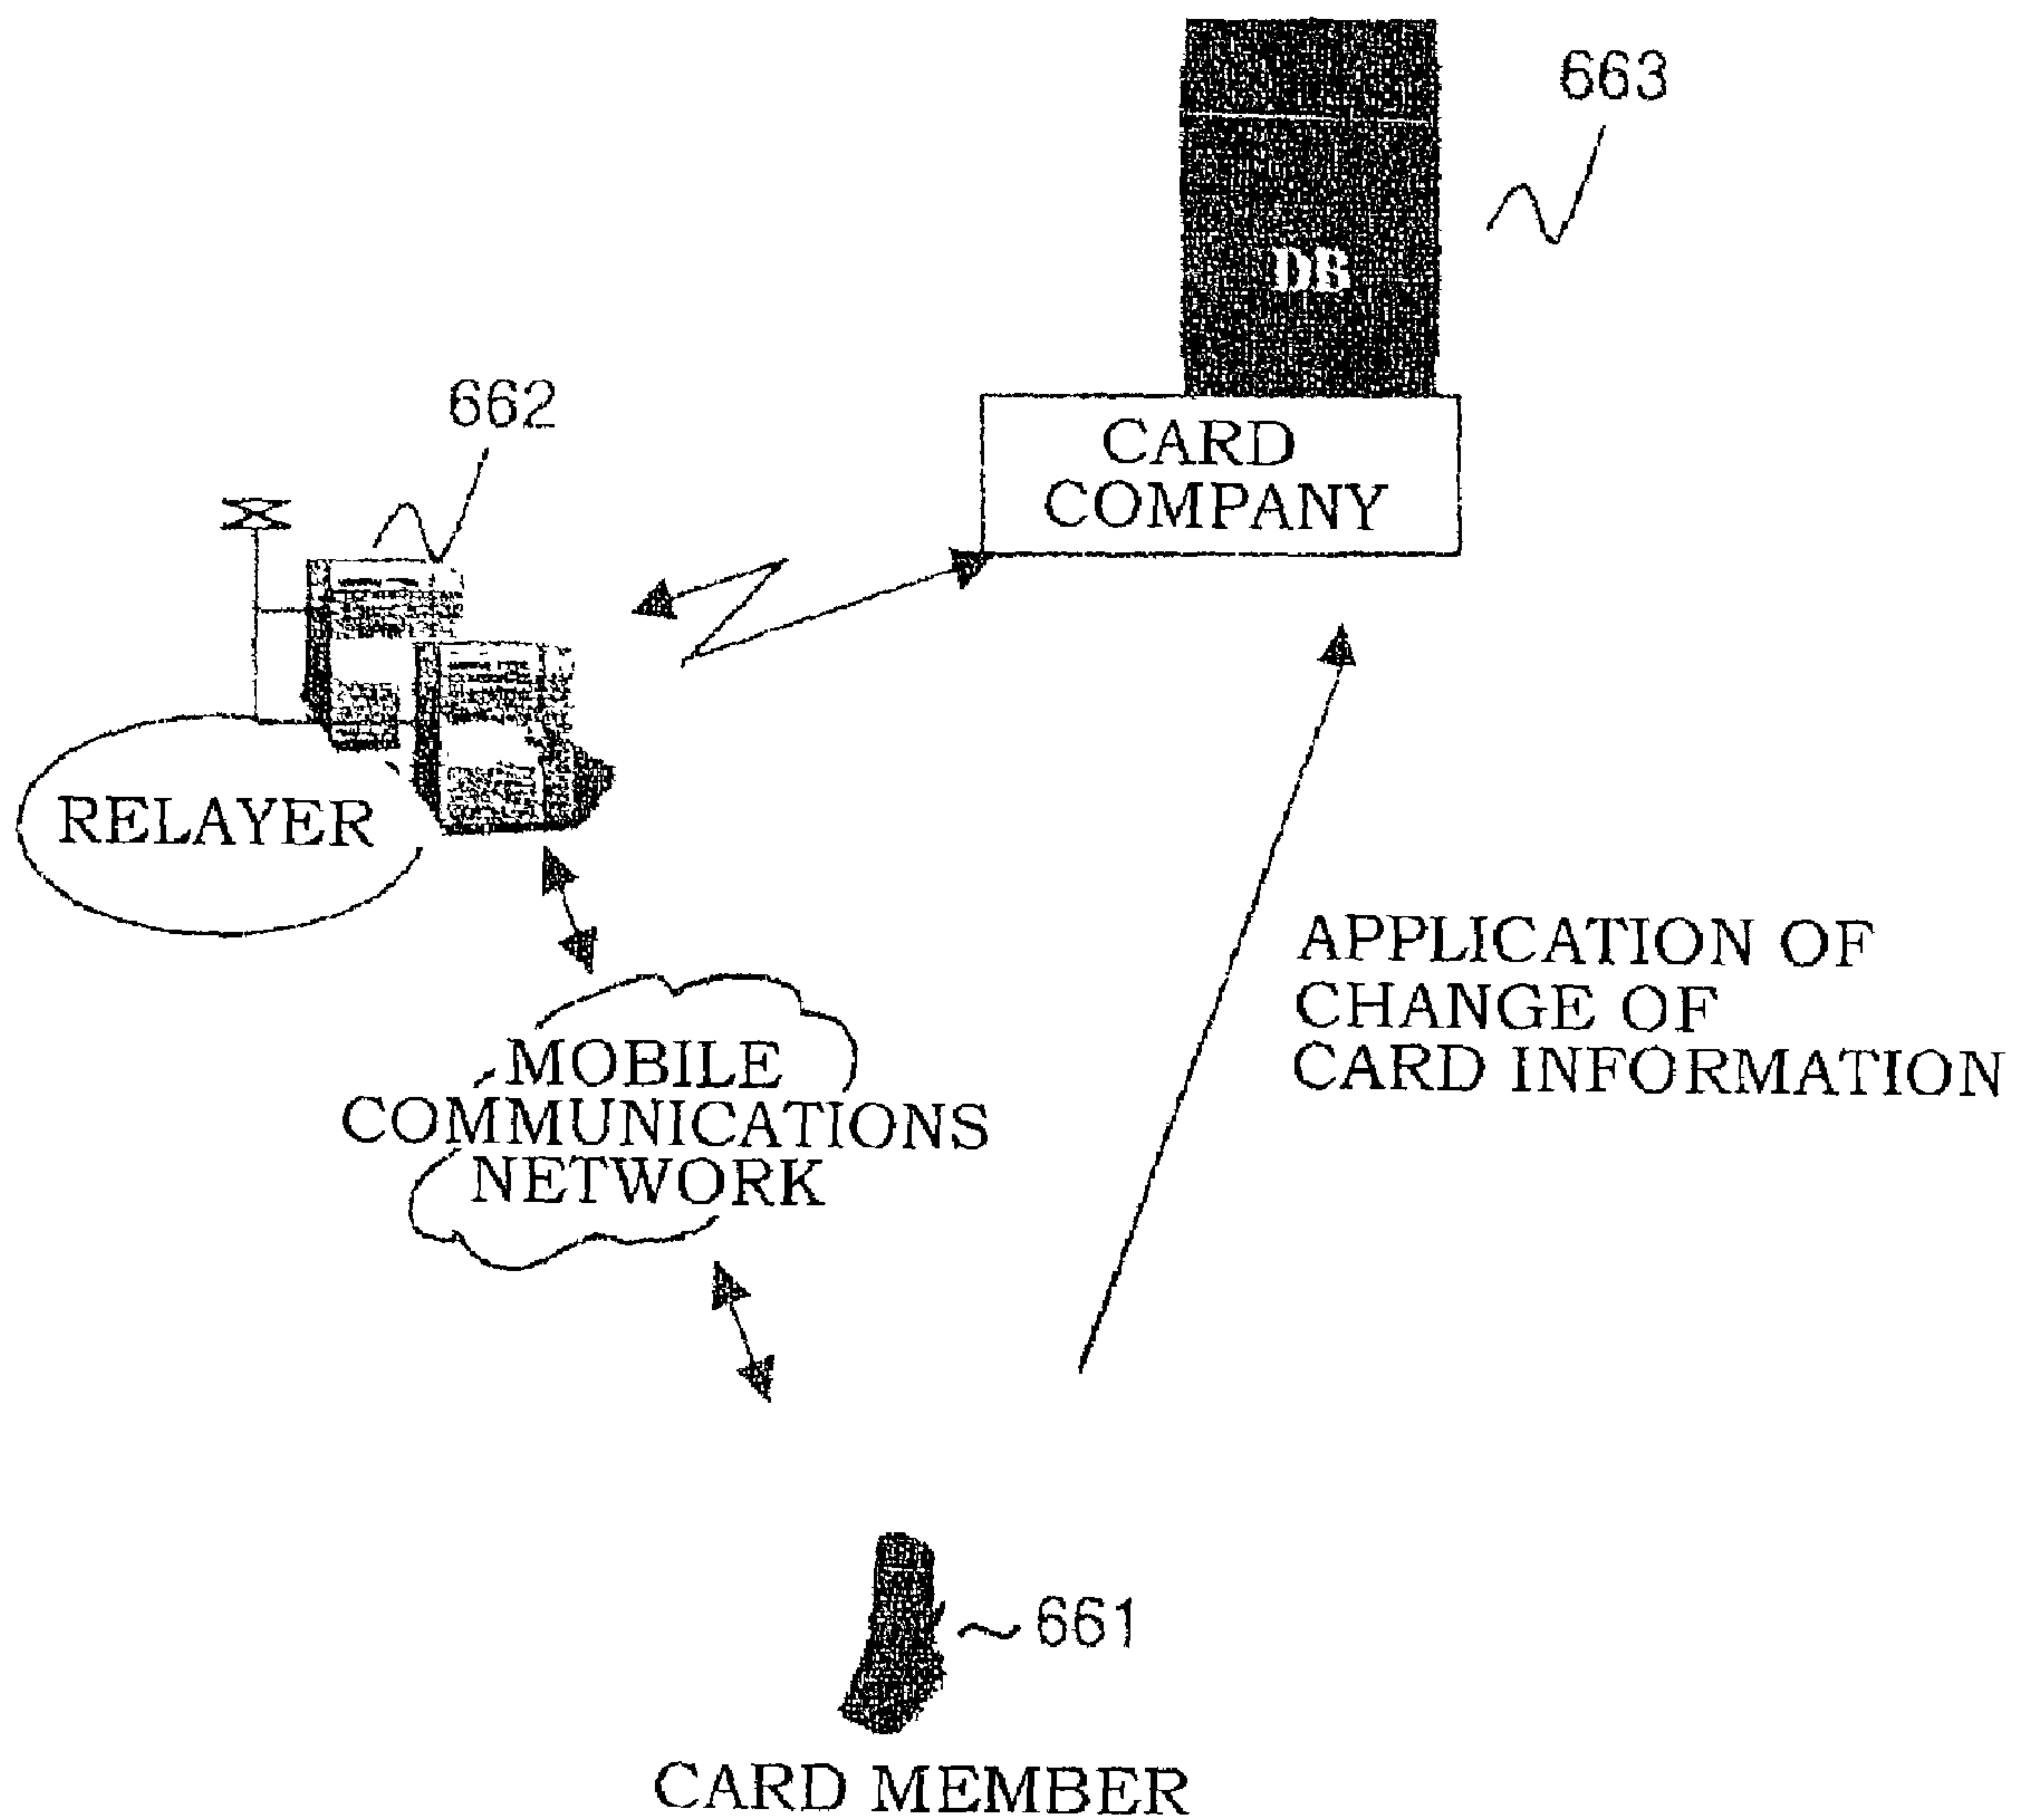 663
DB
662
CARD
COMPANY
RELAYER
APPLICATION OF
CHANGE OF
CARD INFORMATION
MOBILE
COMMUNICATIONS
NETWORK
661
CARD MEMBER